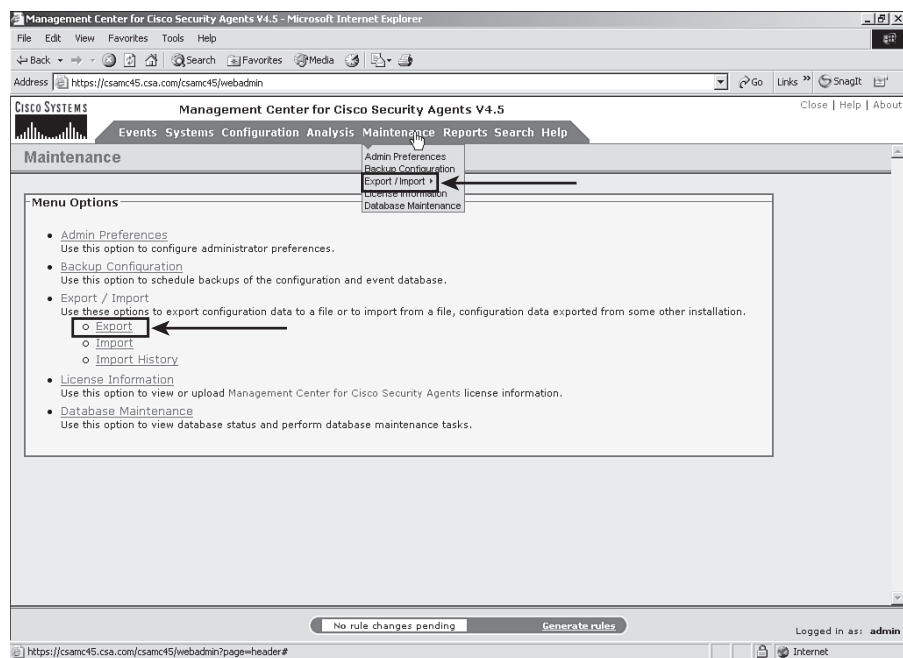 Management Center for Cisco Security Agents V4.5 - Microsoft Internet Explorer
File Edit View Favorites Tools Help
Back Search Favorites Media
Address https://csamc45.csa.com/csamc45/webadmin Go Links » SnagIt
CISCO SYSTEMS
Management Center for Cisco Security Agents V4.5
Close | Help | About
Events Systems Configuration Analysis Maintenance Reports Search Help
Maintenance
Admin Preferences
Backup Configuration
Export / Import
License Information
Database Maintenance
Menu Options
• Admin Preferences
Use this option to configure administrator preferences.
• Backup Configuration
Use this option to schedule backups of the configuration and event database.
• Export / Import
Use these options to export configuration data to a file or to import from a file, configuration data exported from some other installation.
o Export
o Import
o Import History
• License Information
Use this option to view or upload Management Center for Cisco Security Agents license information.
• Database Maintenance
Use this option to view database status and perform database maintenance tasks.
No rule changes pending Generate rules
Logged in as: admin
https://csamc45.csa.com/csamc45/webadmin?page=header# Internet